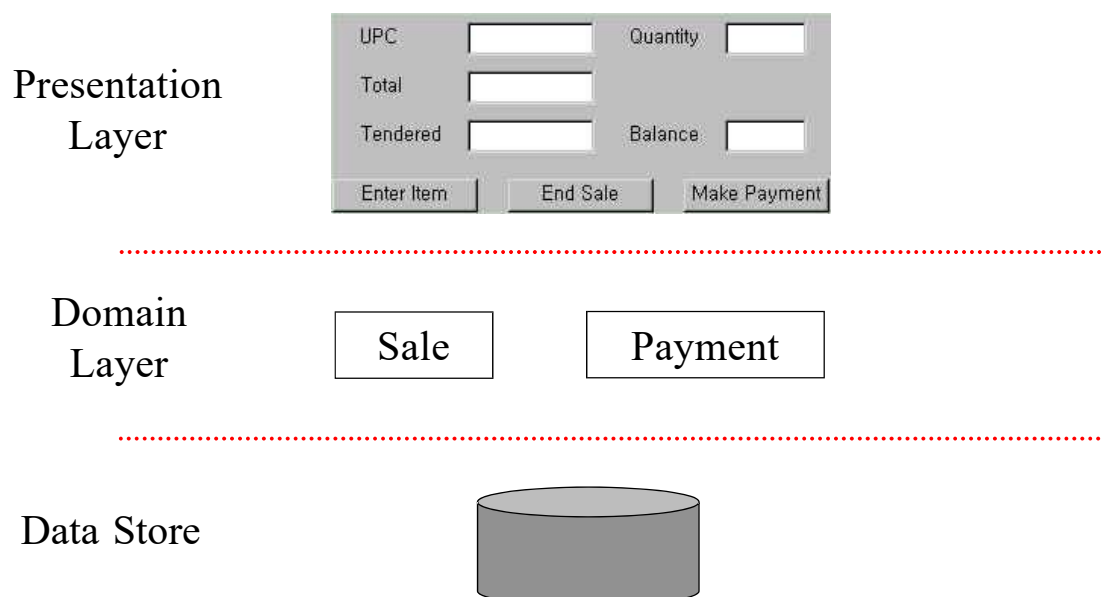 UPC Quantity
Presentation
Layer
Total
Tendered Balance
Enter Item End Sale Make Payment
Domain
Layer
Sale Payment
Data Store